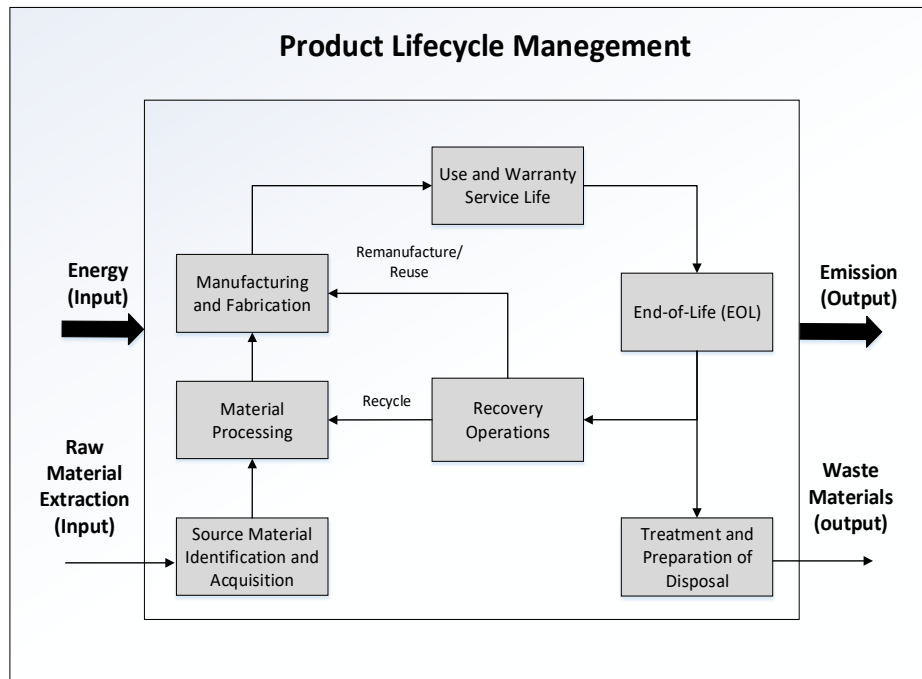 Product Lifecycle Manegement
Use and Warranty
Service Life
Remanufacture/
Reuse
Energy
(Input)
Manufacturing
and Fabrication
End-of-Life (EOL)
Emission
(Output)
Material
Processing
Recycle
Recovery
Operations
Raw
Material
Extraction
(Input)
Waste
Materials
(output)
Source Material
Identification and
Acquisition
Treatment and
Preparation of
Disposal